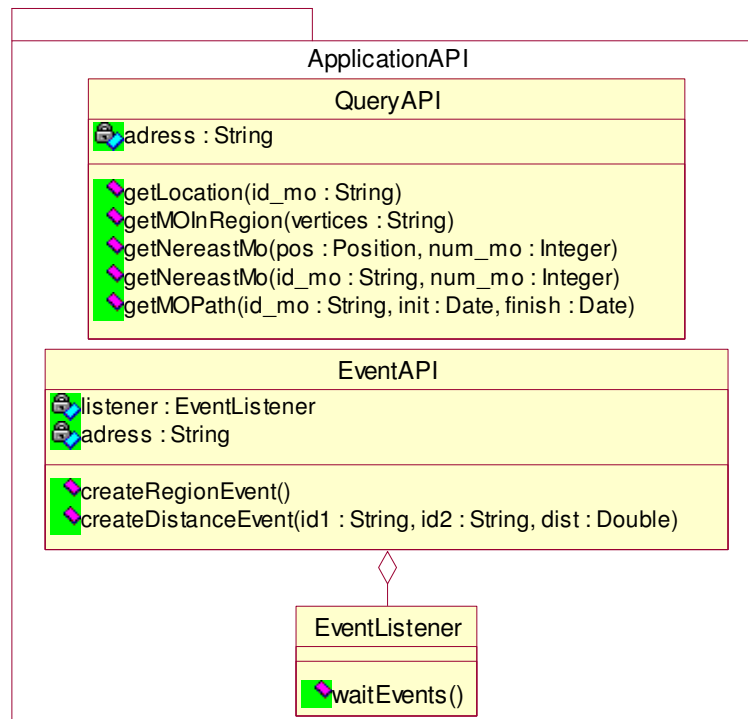 ApplicationAPI
QueryAPI
adress : String
getLocation(id_mo : String)
getMOInRegion(vertices : String)
getNereastMo(pos : Position, num_mo : Integer)
getNereastMo(id_mo : String, num_mo : Integer)
getMOPath(id_mo : String, init : Date, finish : Date)
EventAPI
listener : EventListener
adress : String
createRegionEvent()
createDistanceEvent(id1 : String, id2 : String, dist : Double)
EventListener
waitEvents()